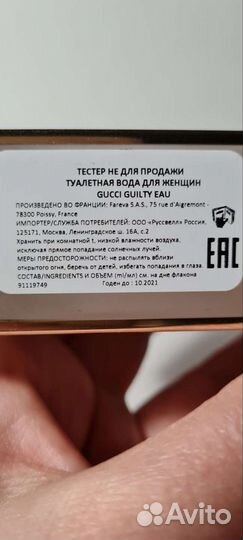 ТЕСТЕР НЕ ДЛЯ ПРОДАЖИ
ТУАЛЕТНАЯ ВОДА ДЛЯ ЖЕНЩИН
GUCCI GUILTY EAU
ПРОИЗВЕДЕНО ВО ФРАНЦИИ: Fareva S.A.S., 75 rue d'Aigremont -
78300 Poissy, France
ИМПОРТЕР/СЛУЖБА ПОТРЕБИТЕЛЕЙ: ООО «Руссвелл» Россия,
125171, Москва, Ленинградское ш. 16А, с.2
Хранить при комнатной t, низкой влажности воздуха,
исключая прямое попадание солнечных лучей.
МЕРЫ ПРЕДОСТОРОЖНОСТИ: не распылять вблизи
открытого огня, беречь от детей, избегать попадания в глаза.
СОСТАВ/INGREDIENTS И ОБЪЕМ (ml/мл) см. на дне флакона
91119749 Годен до : 10.2021
EAC
Avito